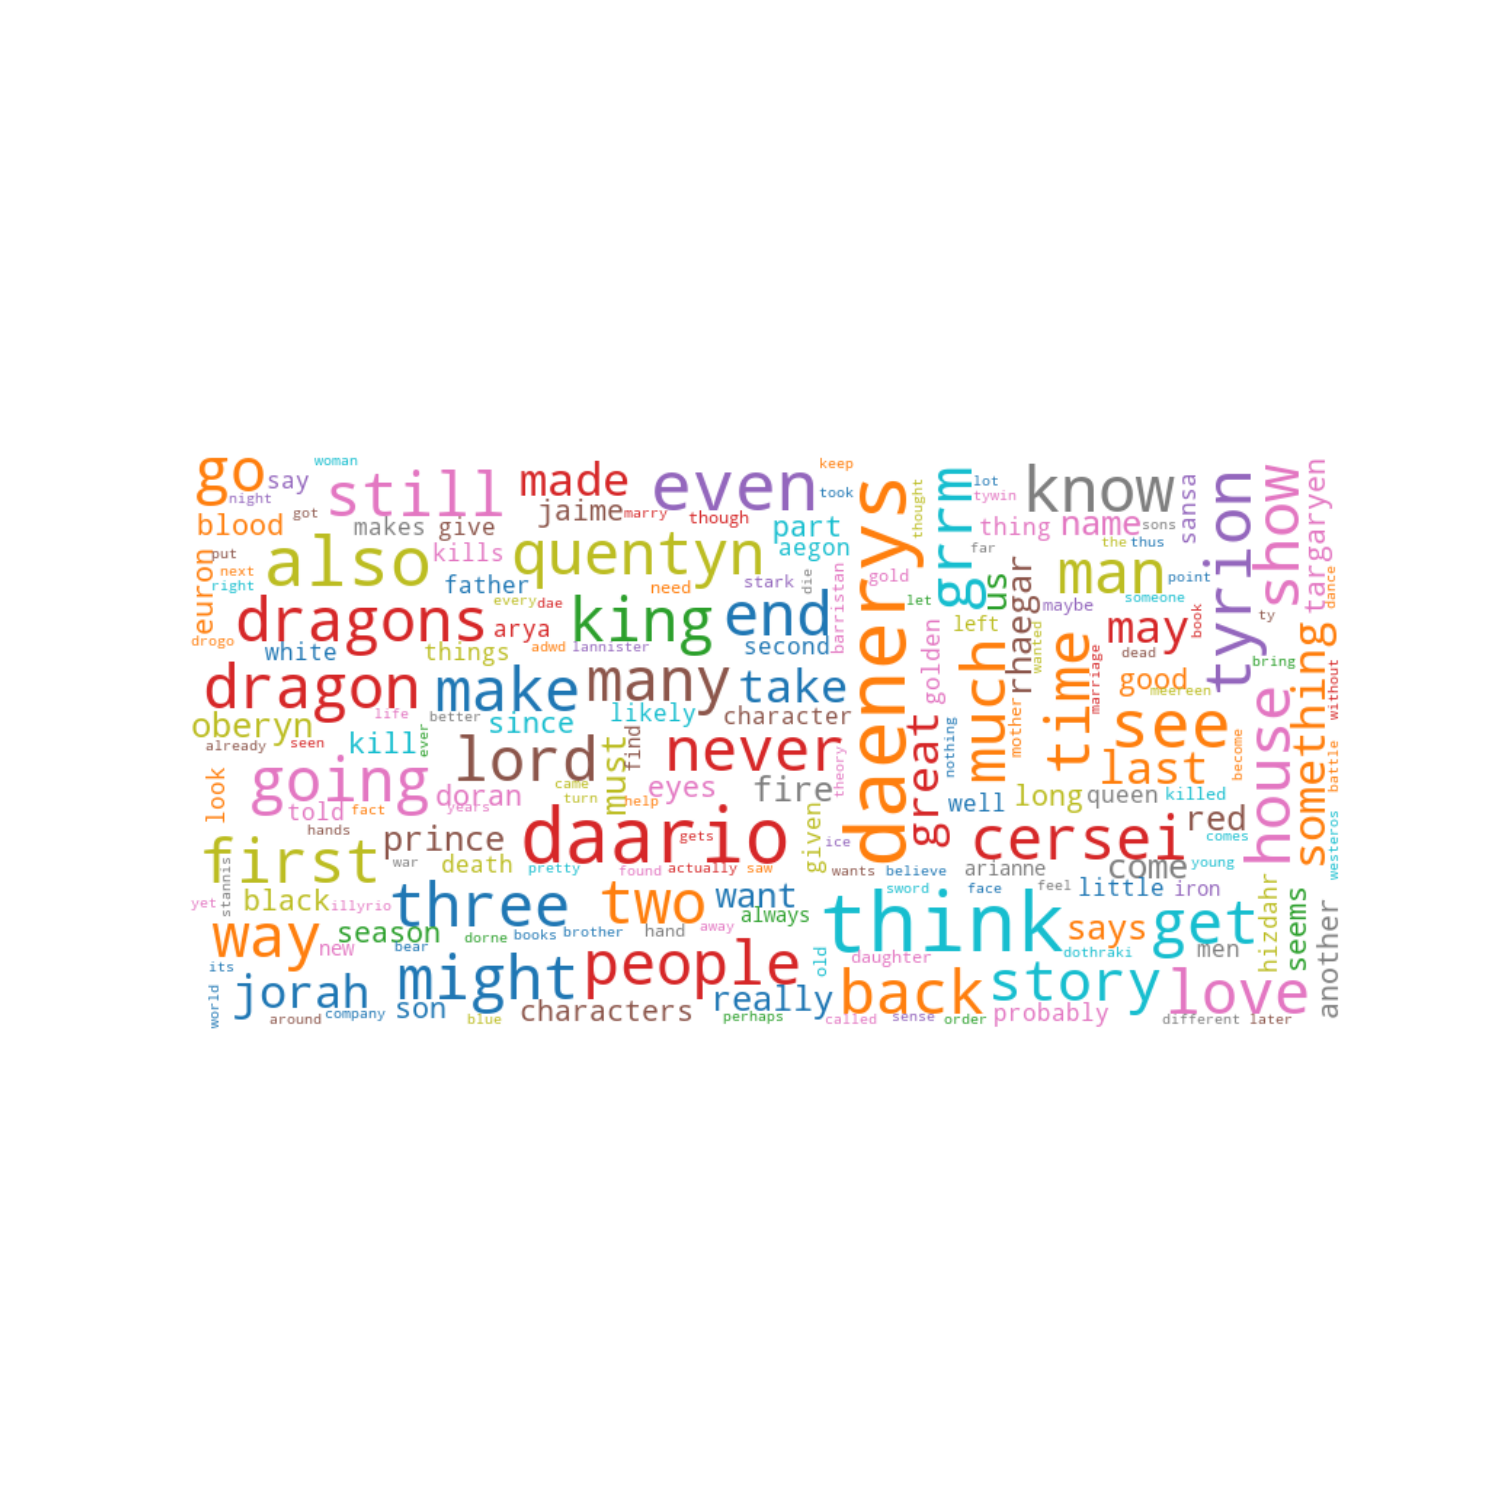 woman
go
say
night
still
got
made
even
keep
took
daenerys
thought
grrm
lot
tywin
know
sansa
tyrion
show
targaryen
blood
makes
give
jaime
marry
though
part
aegon
thing
name
sons
far
the
thus
euron
put
next
right
also
kills
quentyn
father
need
stark
die
barristan
gold
let
us
rhaegar
man
point
someone
maybe
dance
drogo
dragons
every
dae
arya
king
end
adwd
lannister
second
white
things
golden
left
wanted
much
time
marriage
may
book
dead
ty
bring
something
without
dragon
make
many
take
good
meereen
house
oberyn
life
better
since
likely
character
already
seen
kill
ever
lord
must
find
never
theory
great
nothing
mother
see
last
become
battle
look
going
told
fact
doran
years
came
turn
help
eyes
fire
well
long
queen
killed
red
comes
westeros
hands
first
prince
daario
gets
given
ice
cersei
come
young
stannis
war
death
pretty
found
actually
saw
wants
believe
arianne
yet
black
illyrio
three
two
want
always
think
sword
face
feel
little
iron
hizdahr
seems
another
way
season
new
bear
dorne
books
brother
hand
away
says
get
dothraki
men
its
world
jorah
might
people
old
daughter
back
story
love
around
company
son
blue
characters
really
perhaps
called
sense
order
probably
different
later